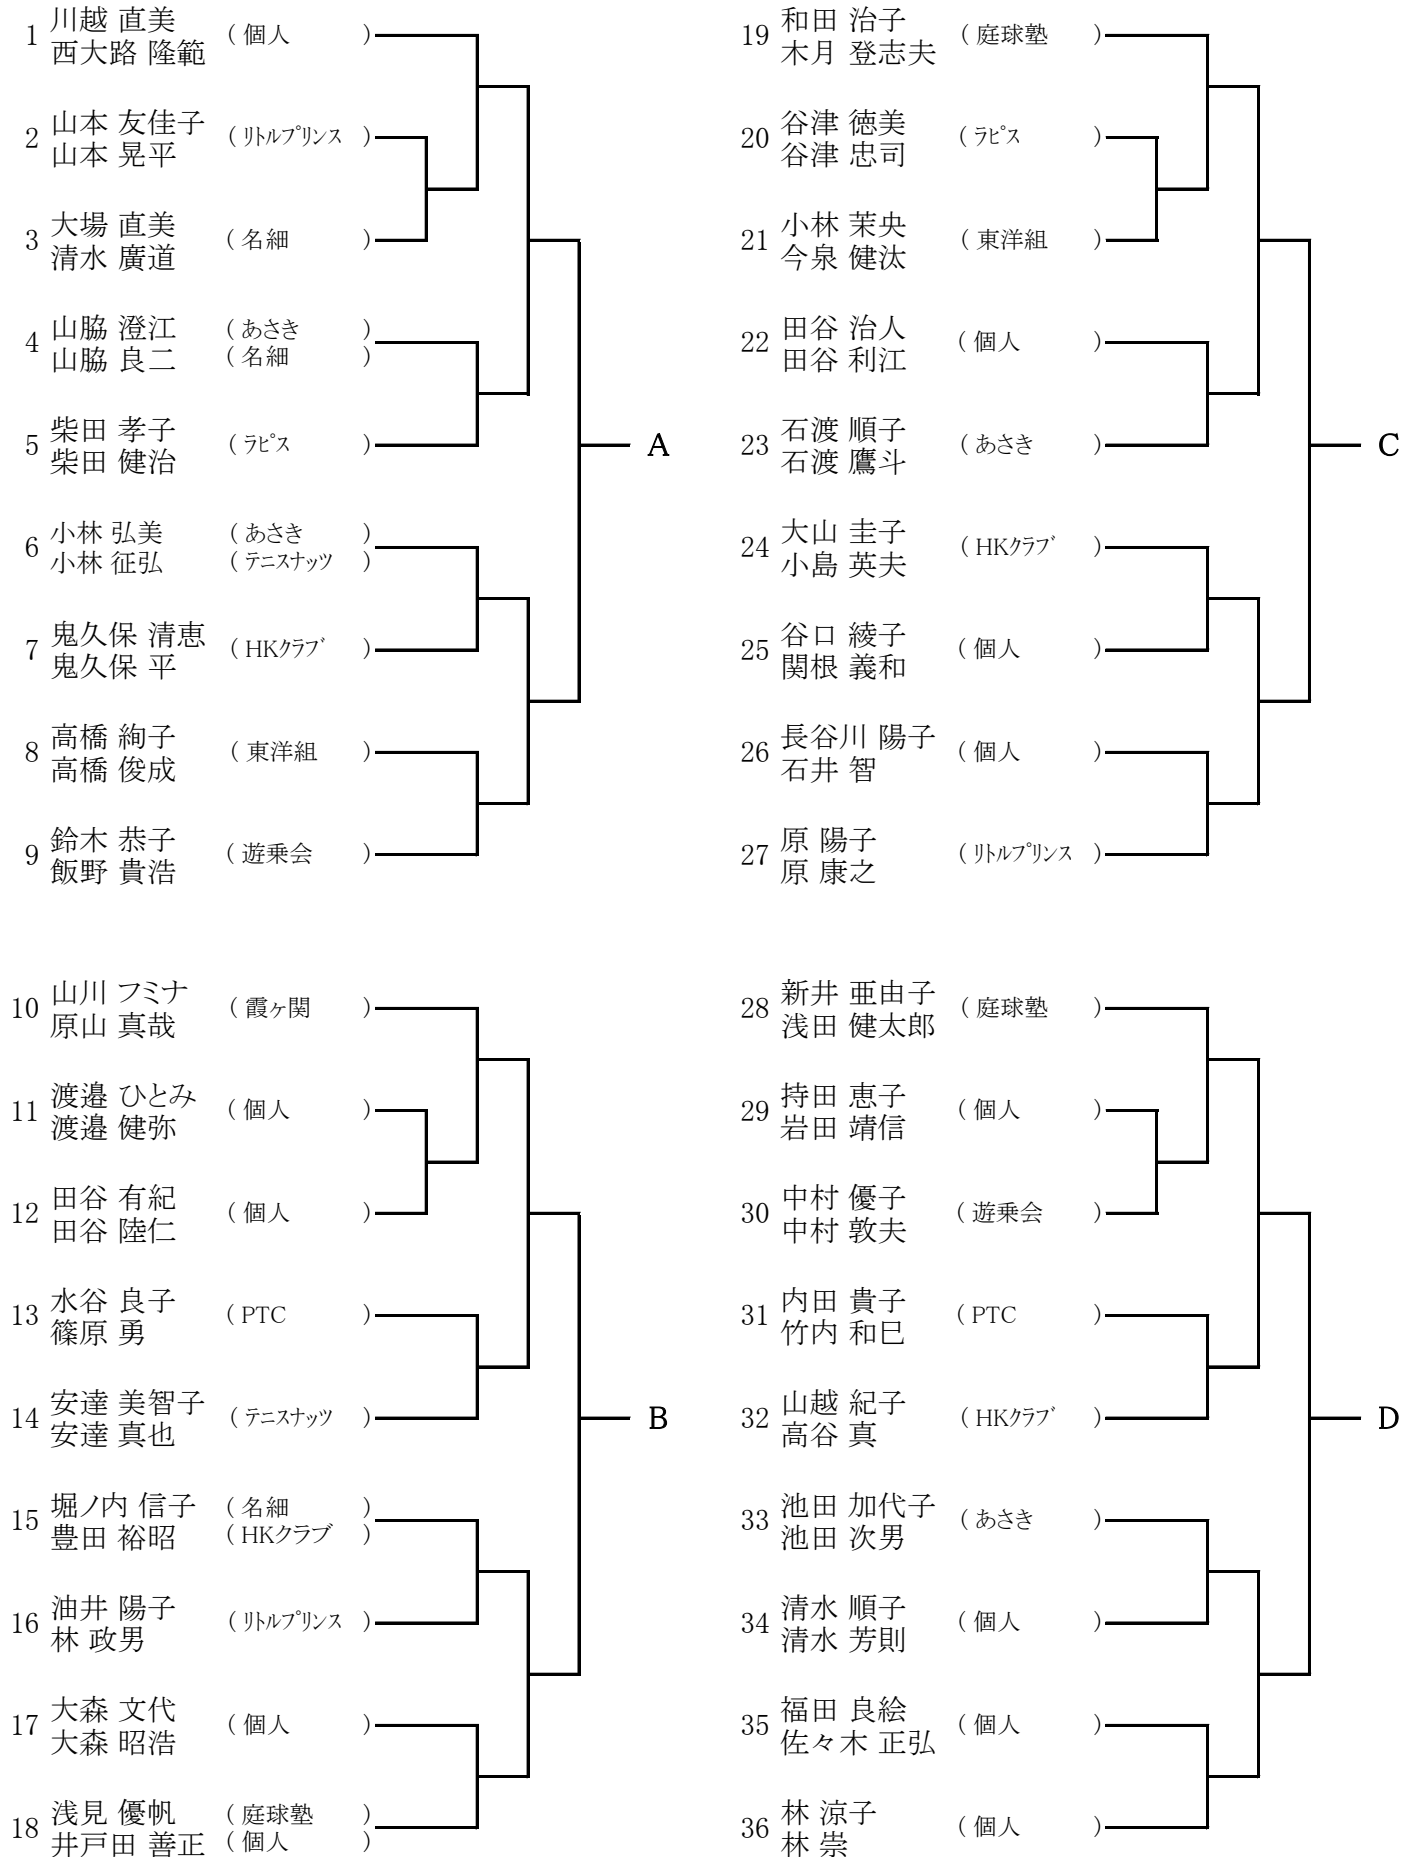 1 川越 直美 ( 個人 )
西大路 隆範
2 山本 友佳子 ( ﾘﾄﾙﾌﾟﾘﾝｽ )
山本 晃平
3 大場 直美 ( 名細 )
清水 廣道
4 山脇 澄江 ( あさき )
山脇 良二 ( 名細 )
5 柴田 孝子 ( ﾗﾋﾟｽ )
柴田 健治
A
6 小林 弘美 ( あさき )
小林 征弘 ( ﾃﾆｽﾅｯﾂ )
7 鬼久保 清恵 ( HKｸﾗﾌﾞ )
鬼久保 平
8 高橋 絢子 ( 東洋組 )
高橋 俊成
9 鈴木 恭子 ( 遊乗会 )
飯野 貴浩
10 山川 フミナ ( 霞ヶ関 )
原山 真哉
11 渡邉 ひとみ ( 個人 )
渡邉 健弥
12 田谷 有紀 ( 個人 )
田谷 陸仁
13 水谷 良子 ( PTC )
篠原 勇
14 安達 美智子 ( ﾃﾆｽﾅｯﾂ )
安達 真也
B
15 堀ノ内 信子 ( 名細 )
豊田 裕昭 ( HKクラブ )
16 油井 陽子 ( ﾘﾄﾙﾌﾟﾘﾝｽ )
林 政男
17 大森 文代 ( 個人 )
大森 昭浩
18 浅見 優帆 ( 庭球塾 )
井戸田 善正 ( 個人 )
19 和田 治子 ( 庭球塾 )
木月 登志夫
20 谷津 徳美 ( ﾗﾋﾟｽ )
谷津 忠司
21 小林 茉央 ( 東洋組 )
今泉 健汰
22 田谷 治人 ( 個人 )
田谷 利江
23 石渡 順子 ( あさき )
石渡 鷹斗
C
24 大山 圭子 ( HKｸﾗﾌﾞ )
小島 英夫
25 谷口 綾子 ( 個人 )
関根 義和
26 長谷川 陽子 ( 個人 )
石井 智
27 原 陽子 ( ﾘﾄﾙﾌﾟﾘﾝｽ )
原 康之
28 新井 亜由子 ( 庭球塾 )
浅田 健太郎
29 持田 恵子 ( 個人 )
岩田 靖信
30 中村 優子 ( 遊乗会 )
中村 敦夫
31 内田 貴子 ( PTC )
竹内 和巳
32 山越 紀子 ( HKｸﾗﾌﾞ )
高谷 真
D
33 池田 加代子 ( あさき )
池田 次男
34 清水 順子 ( 個人 )
清水 芳則
35 福田 良絵 ( 個人 )
佐々木 正弘
36 林 涼子 ( 個人 )
林 崇